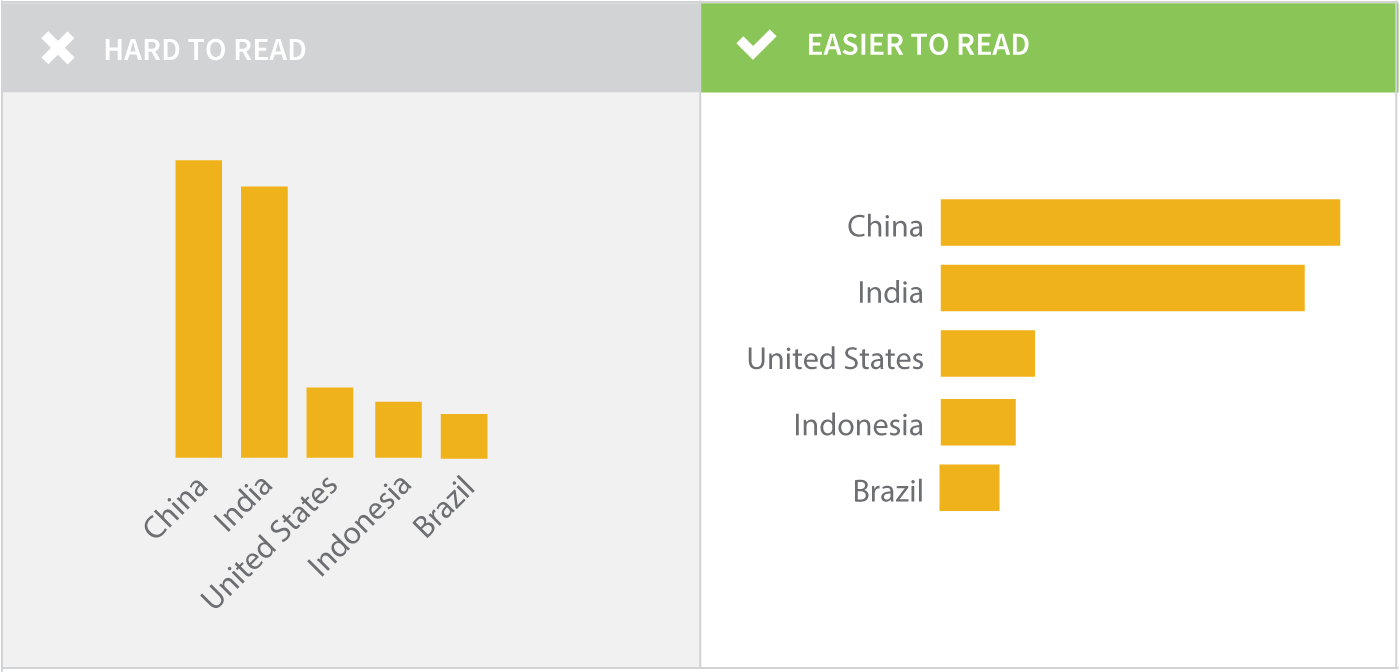 HARD TO READ
China
India
United States
Indonesia
Brazil
EASIER TO READ
China
India
United States
Indonesia
Brazil